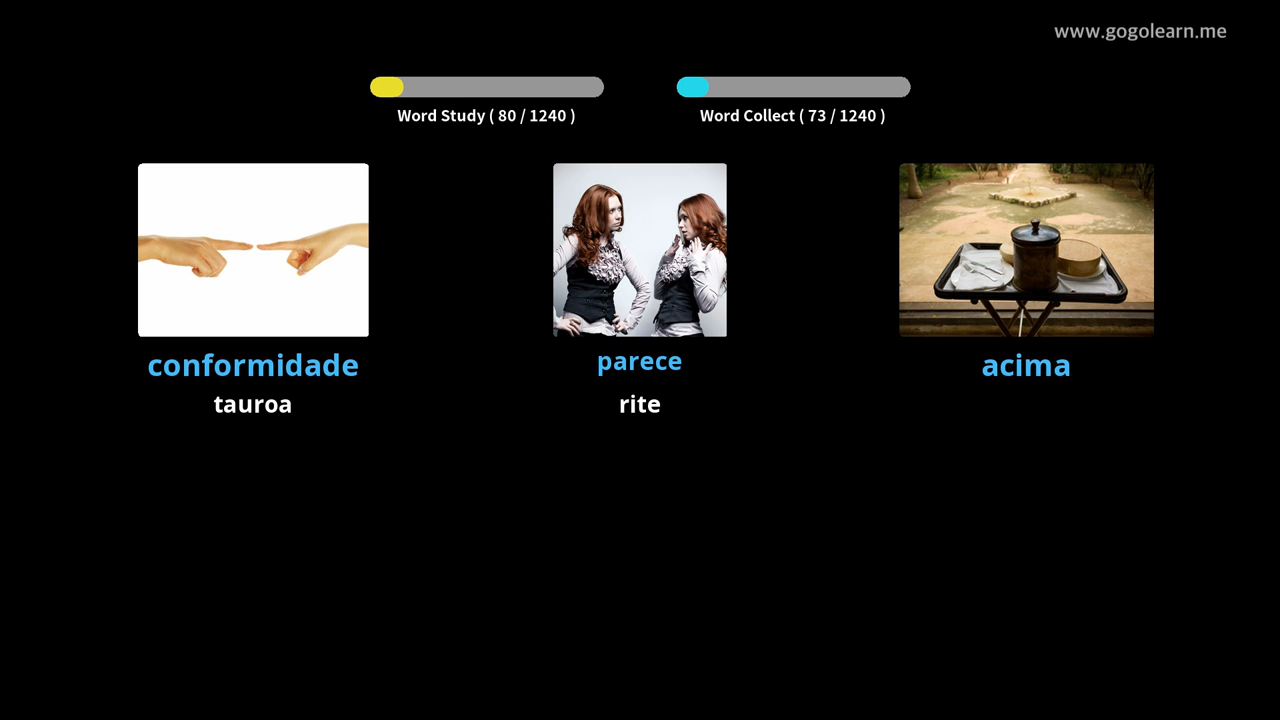 www.gogolearn.me
Word Study ( 80 / 1240 )
Word Collect ( 73 / 1240 )
conformidade
tauroa
parece
rite
acima